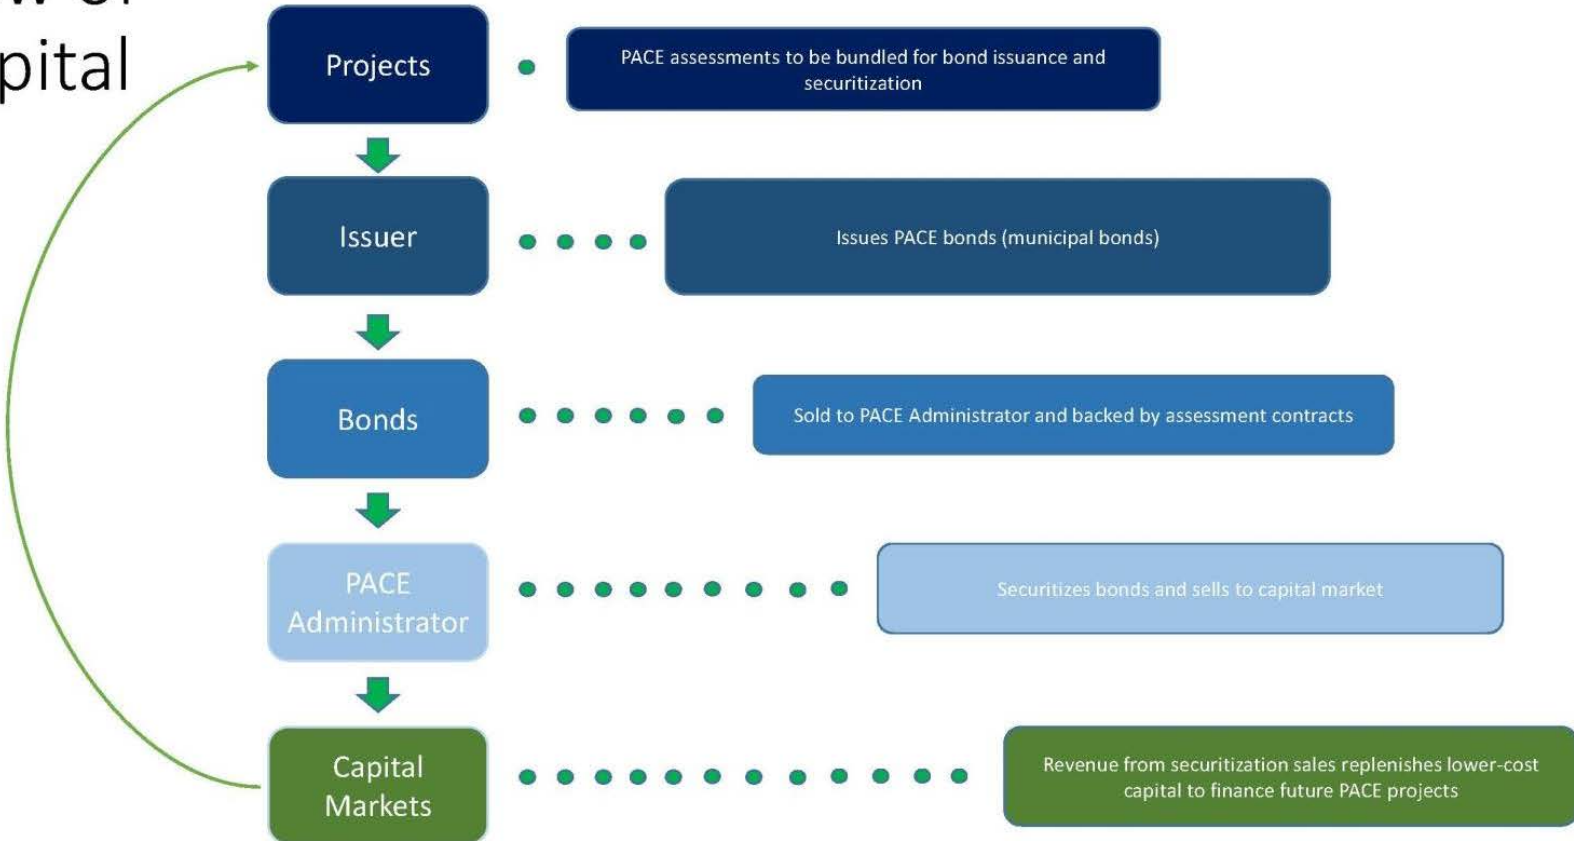 pital
Projects
PACE assessments to be bundled for bond issuance and
securitization
Issuer
Issues PACE bonds (municipal bonds)
Bonds
Sold to PACE Administrator and backed by assessment contracts
PACE
Administrator
Securitizes bonds and sells to capital market
Capital
Markets
Revenue from securitization sales replenishes lower-cost
capital to finance future PACE projects